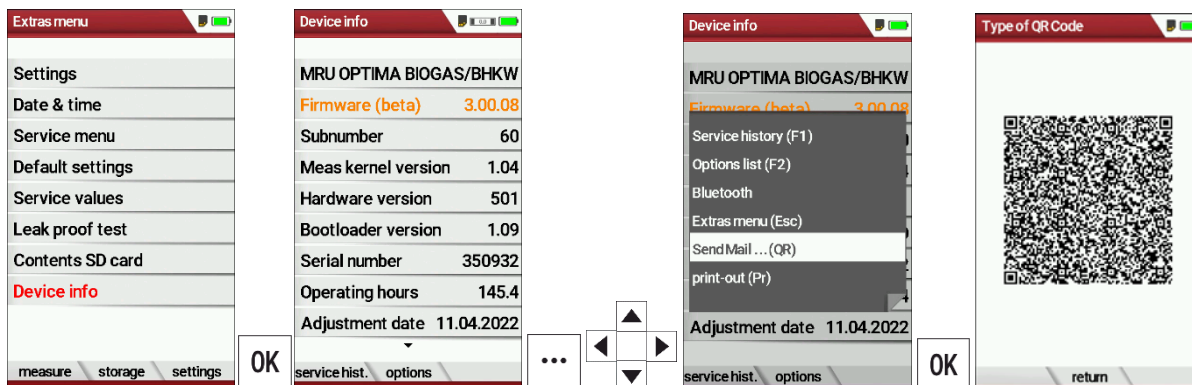 Extras menu
Settings
Date & time
Service menu
Default settings
Service values
Leak proof test
Contents SD card
Device info
measure storage settings
OK
Device info
MRU OPTIMA BIOGAS/BHKW
Firmware (beta) 3.00.08
Subnumber 60
Meas kernel version 1.04
Hardware version 501
Bootloader version 1.09
Serial number 350932
Operating hours 145.4
Adjustment date 11.04.2022
service hist. options
...
Device info
MRU OPTIMA BIOGAS/BHKW
Firmware (beta) 3.00.08
Service history (F1)
Options list (F2)
Bluetooth
Extras menu (Esc)
Send Mail ... (QR)
print-out (Pr)
Adjustment date 11.04.2022
service hist. options
OK
Type of QR Code
return